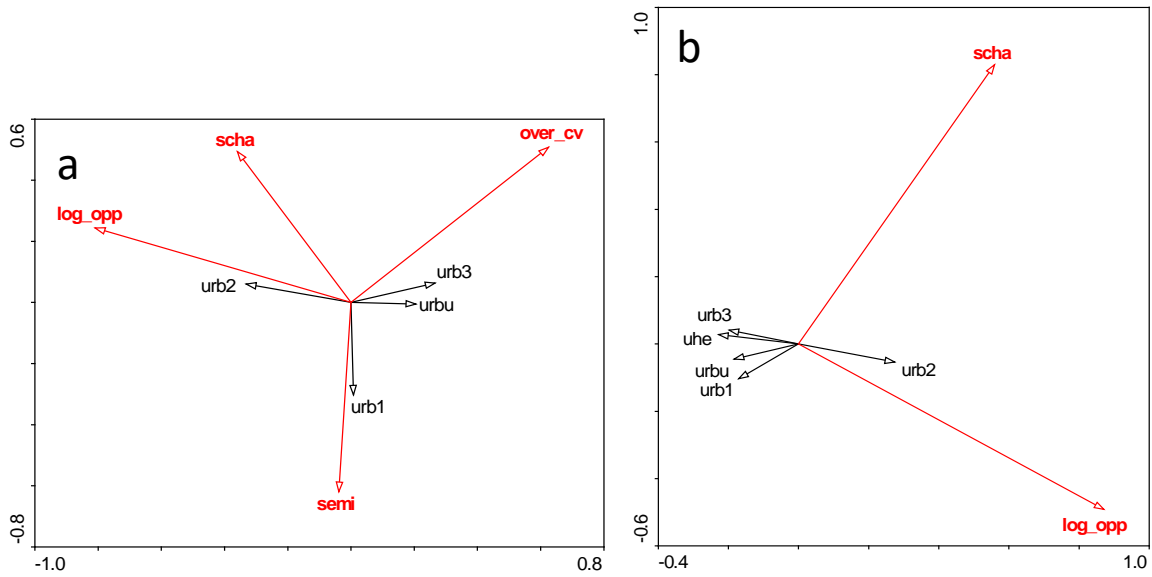 a
0.6
-0.8
-1.0
0.8
scha
over_cv
log_opp
urb2
urb3
urbu
urb1
semi
b
1.0
-0.6
-0.4
1.0
scha
urb3
uhe
urbu
urb1
urb2
log_opp